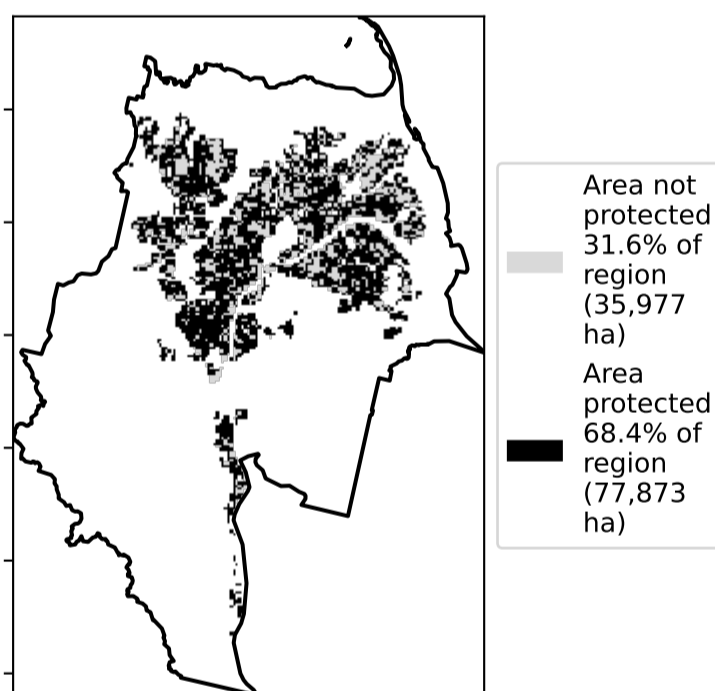 Area not
protected
31.6% of
region
(35,977
ha)
Area
protected
68.4% of
region
(77,873
ha)